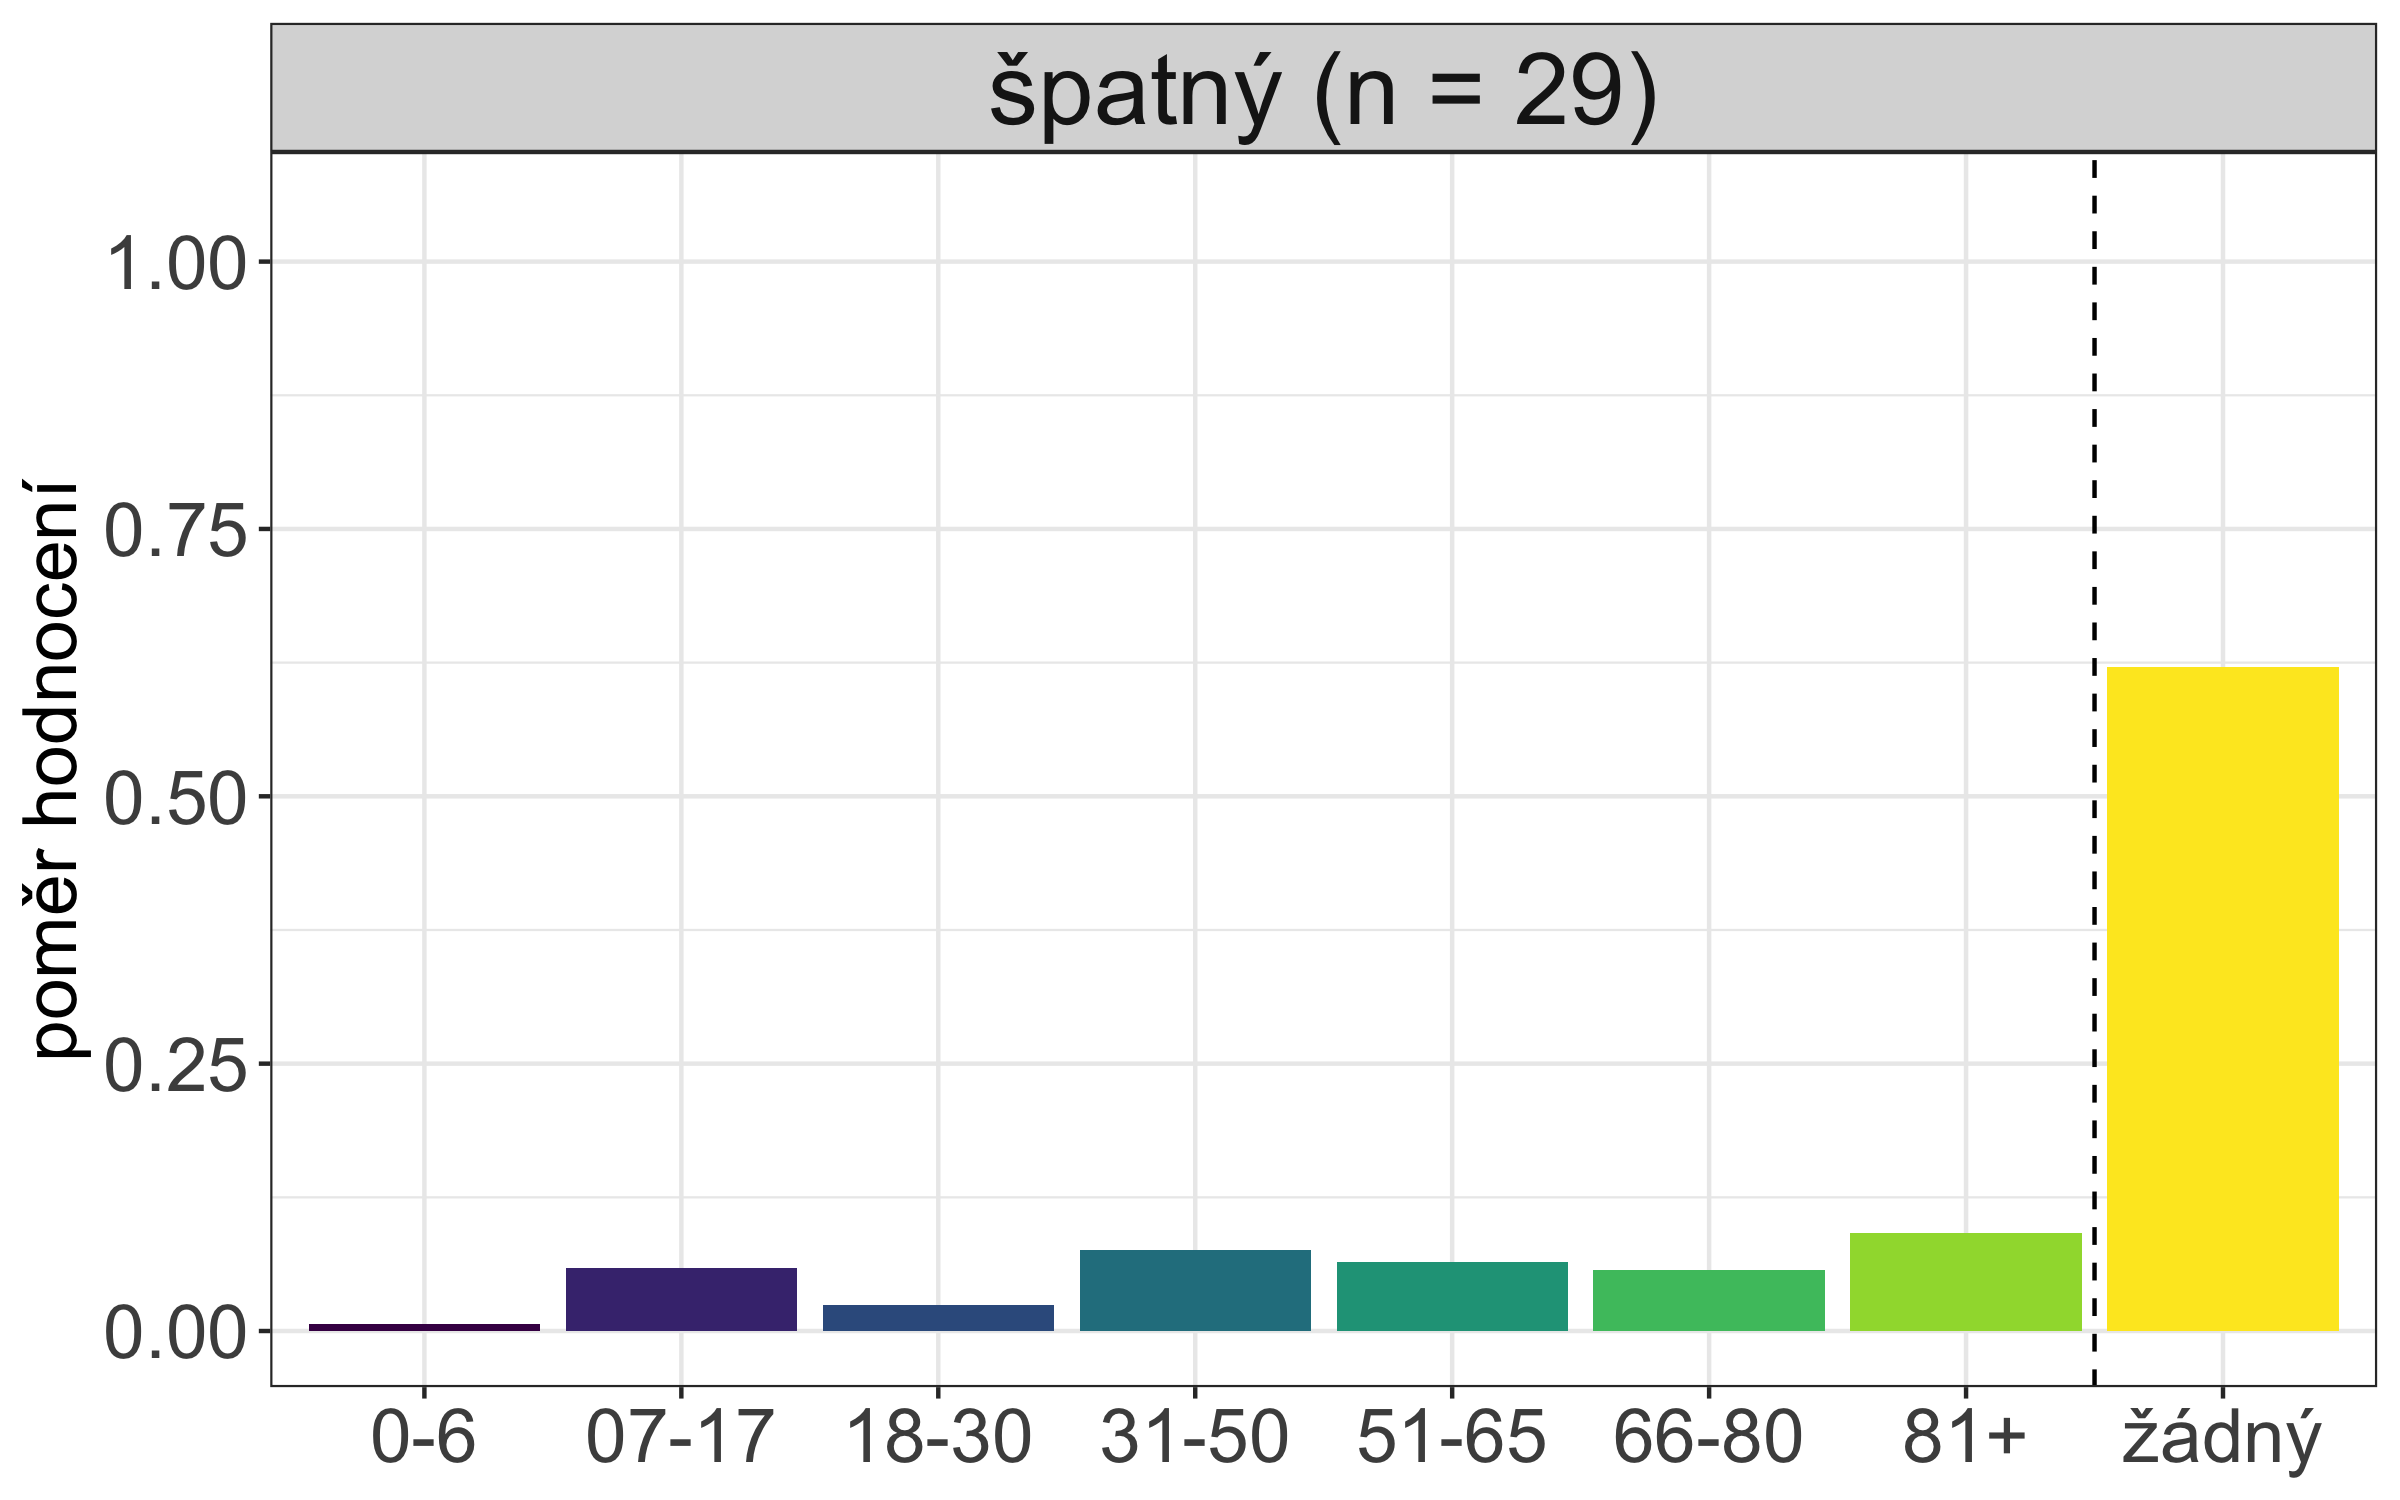 špatný (n = 29)
poměr hodnocení
1.00
0.75
0.50
0.25
0.00
0-6 07-17 18-30 31-50 51-65 66-80 81+ žádný